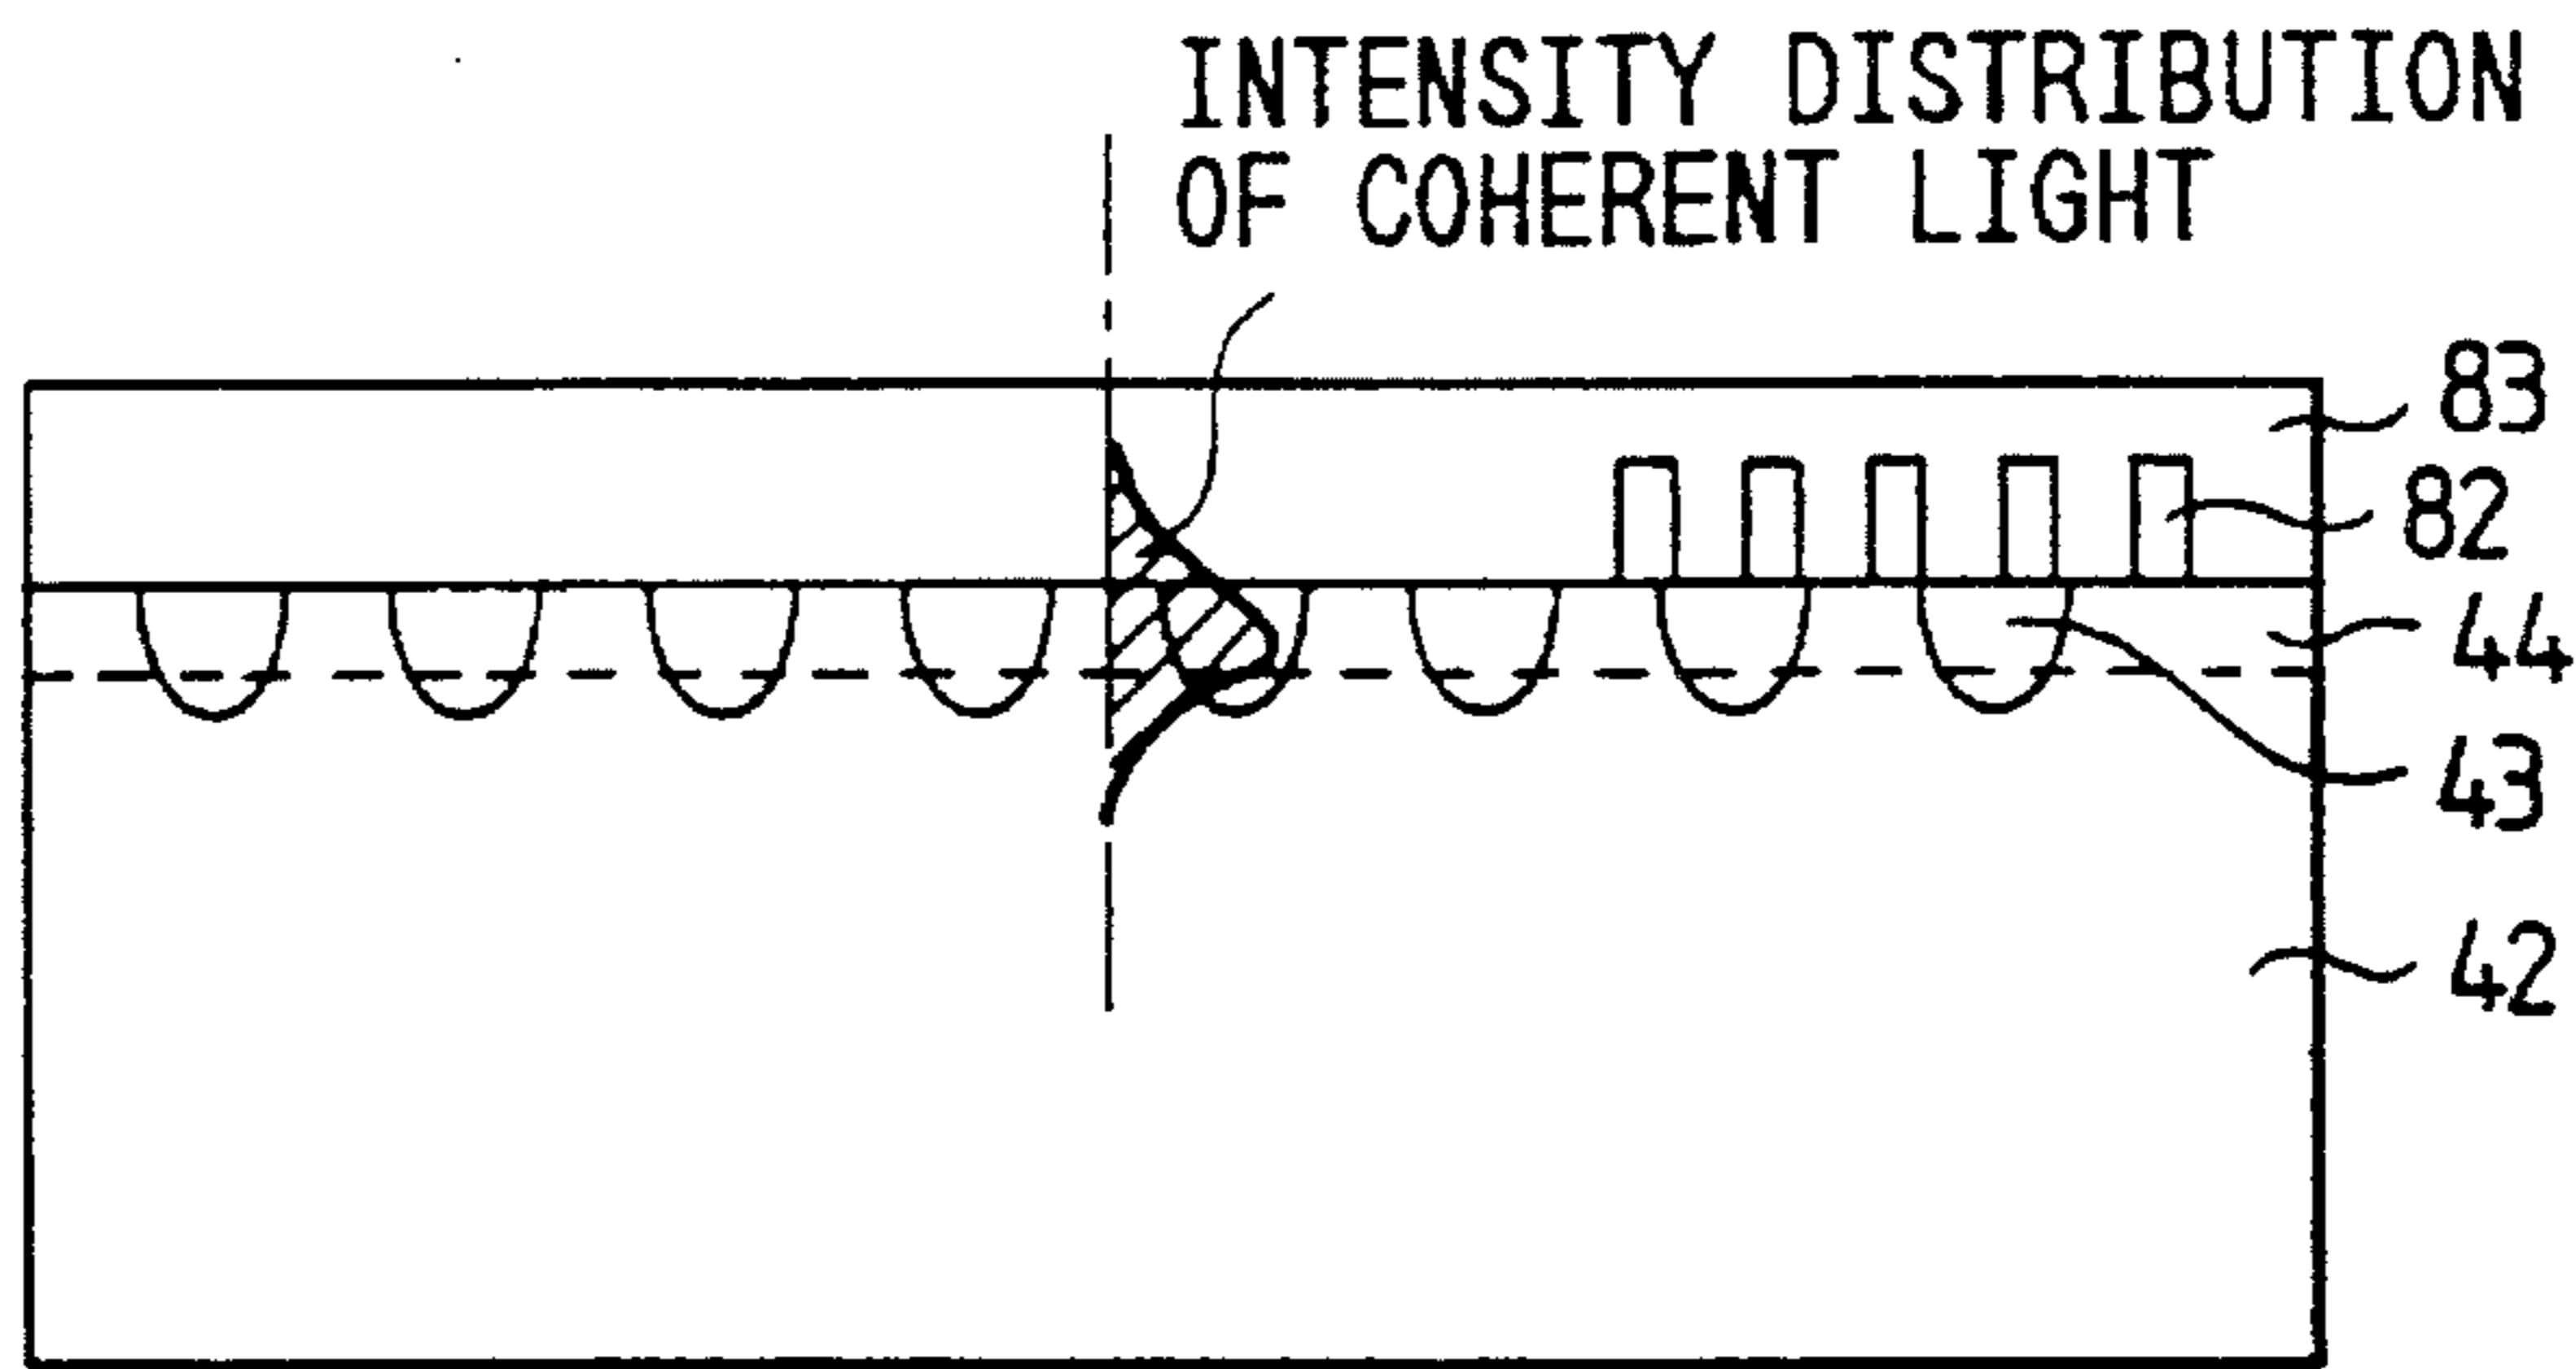 INTENSITY DISTRIBUTION
OF COHERENT LIGHT
83
82
44
43
42